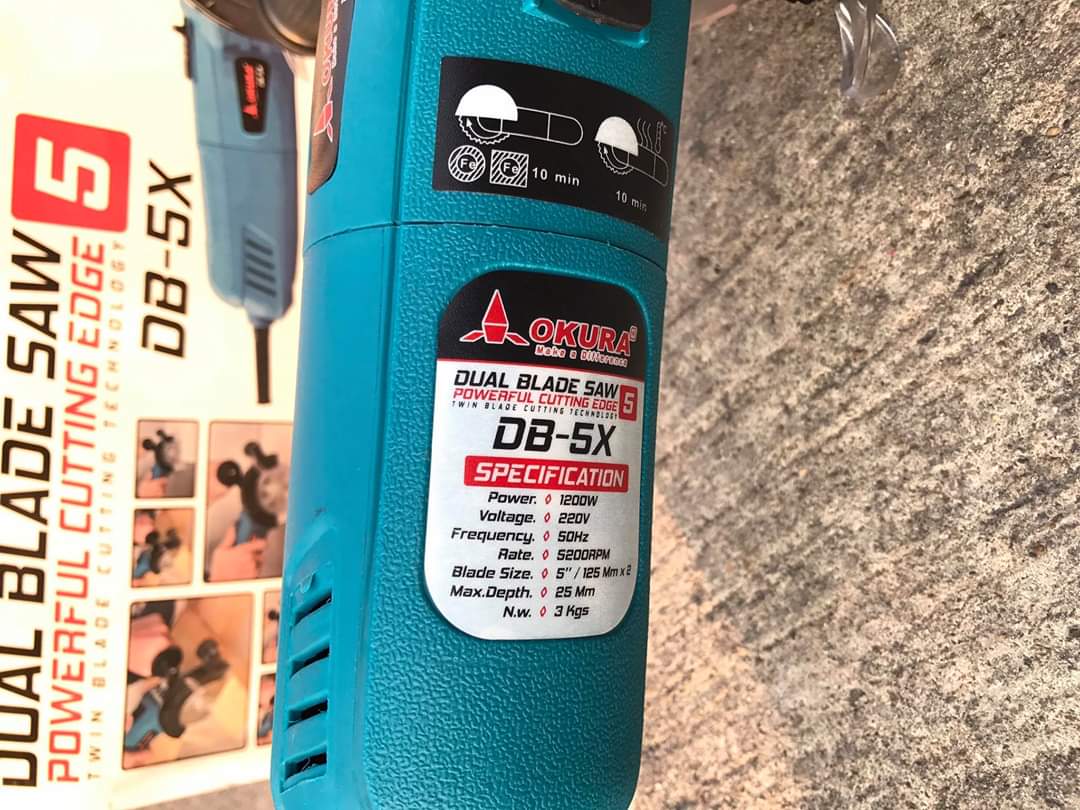 DUAL BLADE SAW
5
POWERFUL CUTTING EDGE
TWIN BLADE CUTTING TECHNOLOGY
DB-5X
Fe Fe 10 min
10 min
OKURA®
Make a Difference
DUAL BLADE SAW
POWERFUL CUTTING EDGE 5
TWIN BLADE CUTTING TECHNOLOGY
DB-5X
SPECIFICATION
Power. ◊ 1200W
Voltage. ◊ 220V
Frequency. ◊ 50Hz
Rate. ◊ 5200RPM
Blade Size. ◊ 5" / 125 Mm x 2
Max.Depth. ◊ 25 Mm
N.w. ◊ 3 Kgs